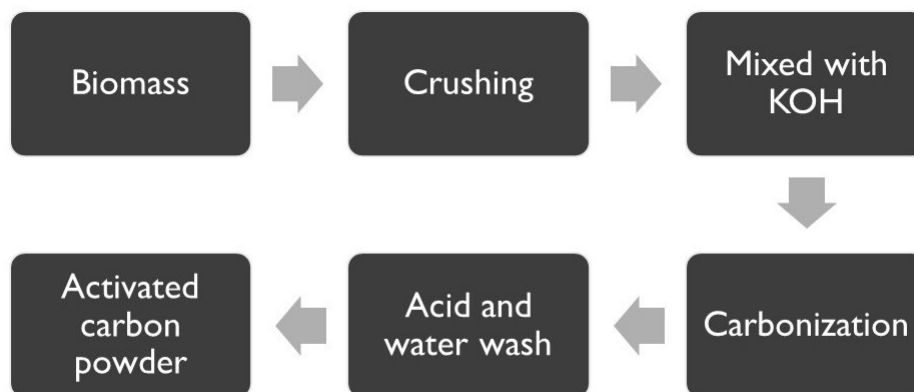 Biomass
Crushing
Mixed with
KOH
Carbonization
Acid and
water wash
Activated
carbon
powder